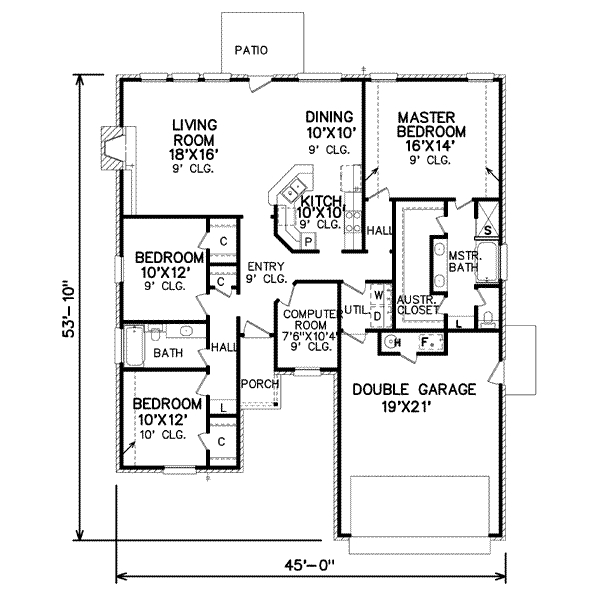 PATIO
LIVING
ROOM
18'X16'
9' CLG.
DINING
10'X10'
9' CLG.
MASTER
BEDROOM
16'X14'
9' CLG.
KITCH.
10'X10'
9' CLG.
P
HALL
S
MSTR.
BATH
BEDROOM
10'X12'
9' CLG.
C
C
ENTRY
9' CLG.
W
D
UTIL.
AUSTR.
CLOSET
L
COMPUTER
ROOM
7'6"X10'4"
9' CLG.
BATH
HALL
H
F
PORCH
BEDROOM
10'X12'
10' CLG.
L
C
DOUBLE GARAGE
19'X21'
53'-10"
45'-0"